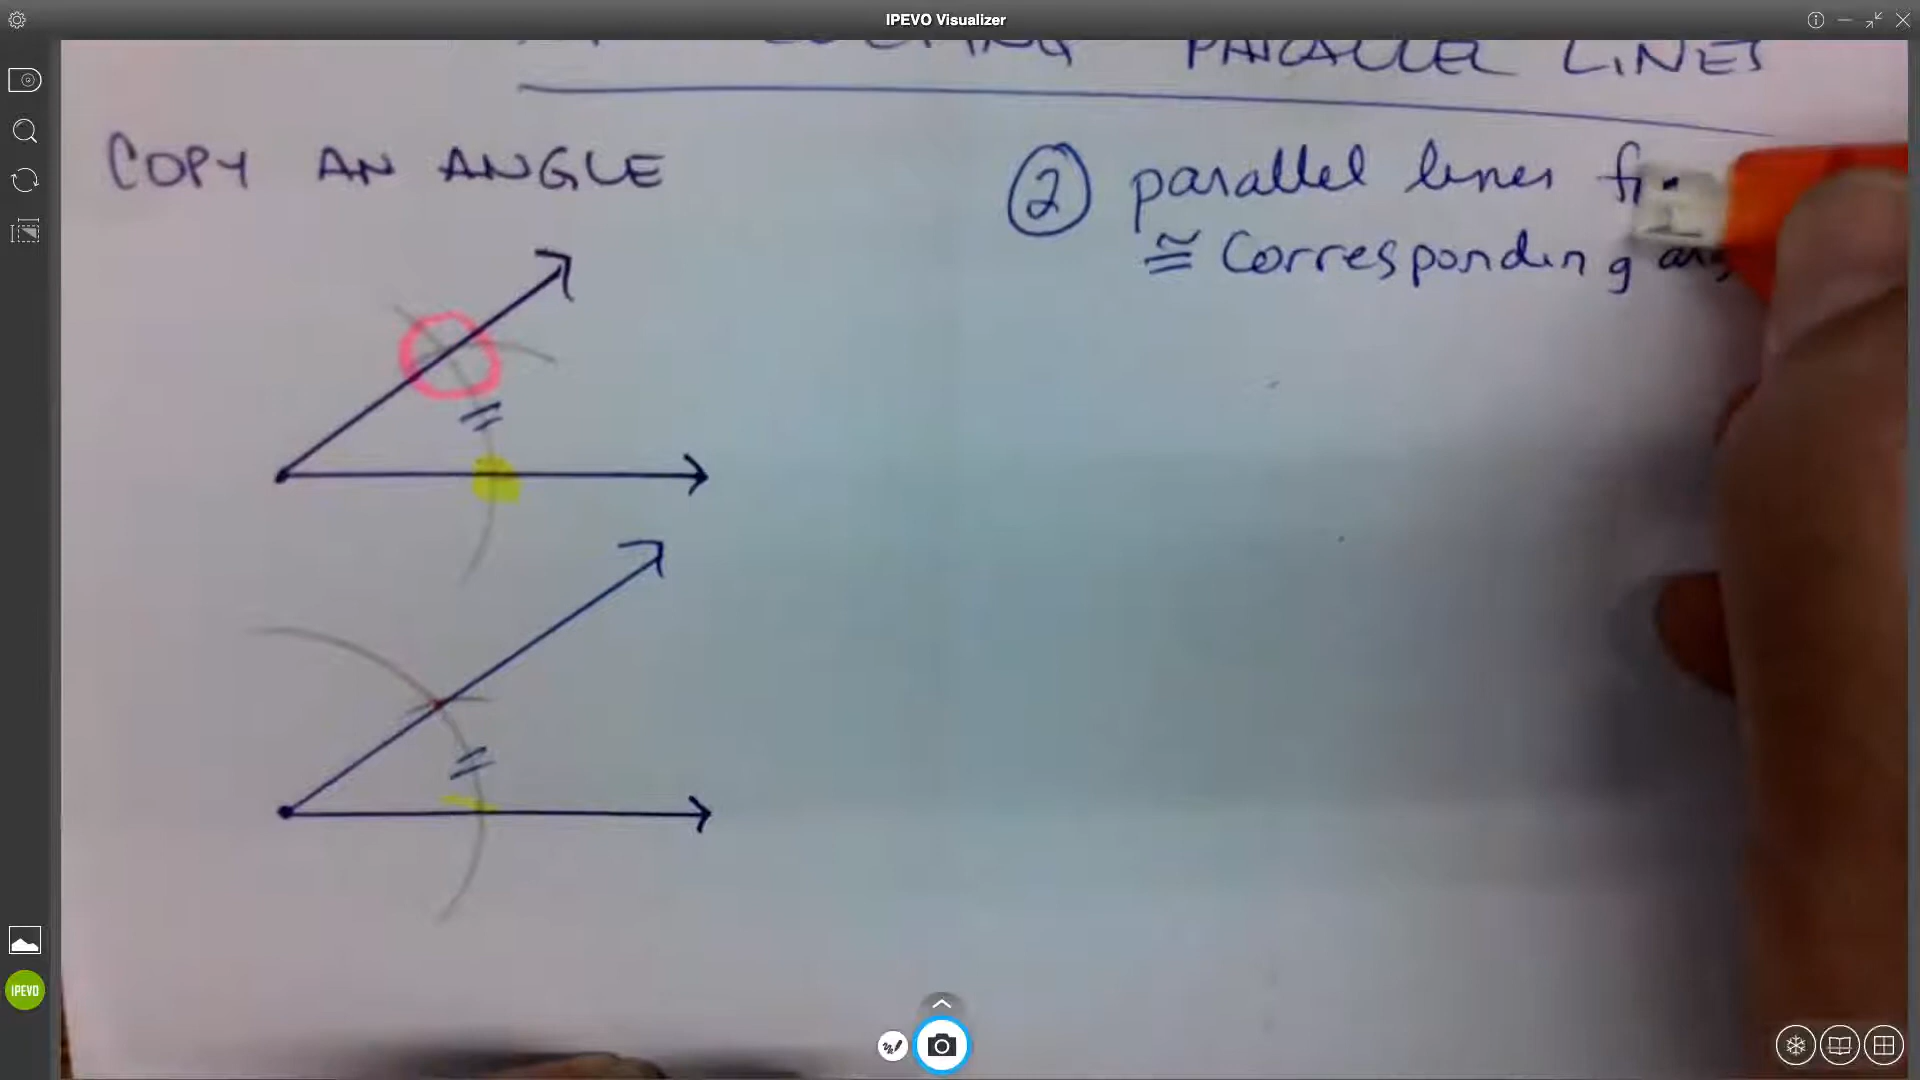 IPEVO Visualizer
PARALLEL LINES
COPY AN ANGLE
② parallel lines
≅ Corresponding
IPEVO